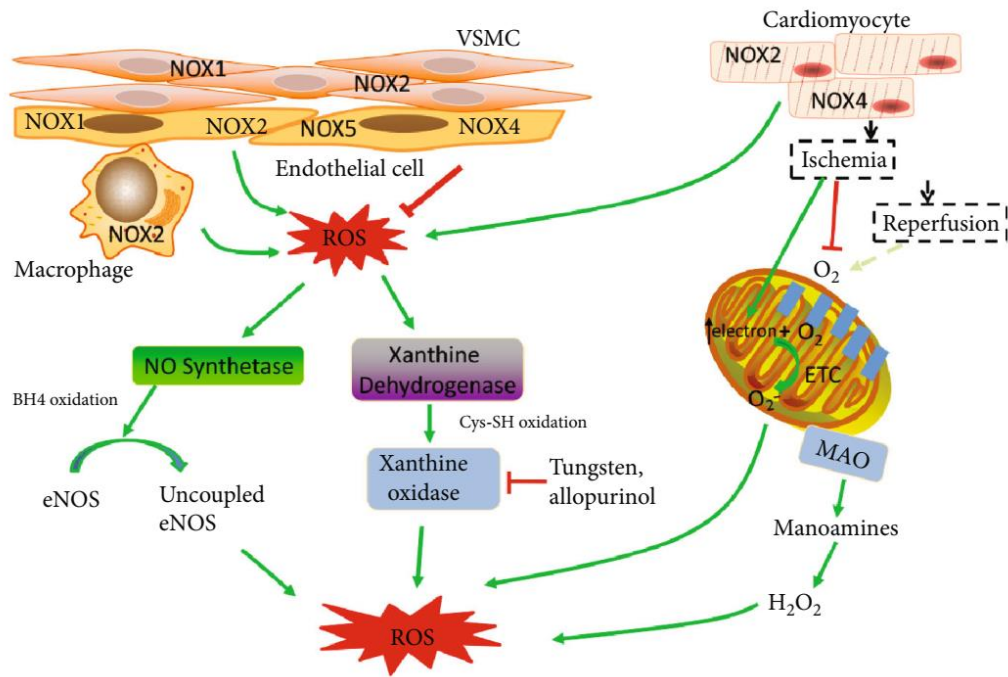 VSMC
NOX1
NOX2
NOX1
NOX2
NOX5
NOX4
Endothelial cell
NOX2
Macrophage
ROS
Cardiomyocyte
NOX2
NOX4
Ischemia
Reperfusion
O₂
electron + O₂
ETC
O₂⁻
MAO
Manoamines
H₂O₂
NO Synthetase
BH4 oxidation
eNOS
Uncoupled
eNOS
Xanthine
Dehydrogenase
Cys-SH oxidation
Xanthine
oxidase
Tungsten,
allopurinol
ROS